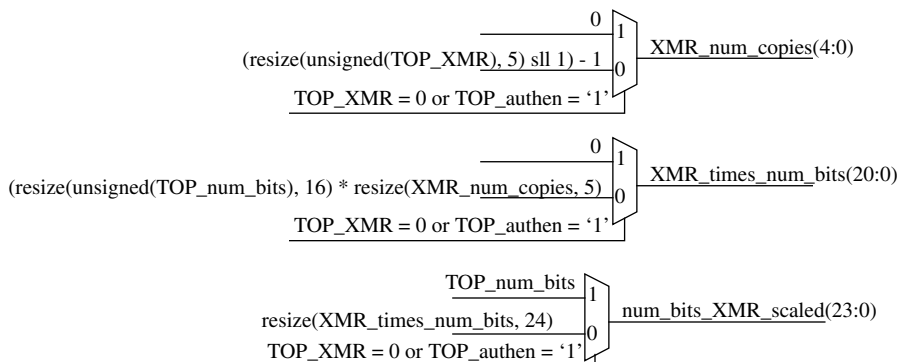 0
1
(resize(unsigned(TOP_XMR), 5) sll 1) - 1
0
XMR_num_copies(4:0)
TOP_XMR = 0 or TOP_authen = ‘1’
0
1
(resize(unsigned(TOP_num_bits), 16) * resize(XMR_num_copies, 5)
0
XMR_times_num_bits(20:0)
TOP_XMR = 0 or TOP_authen = ‘1’
TOP_num_bits
1
resize(XMR_times_num_bits, 24)
0
num_bits_XMR_scaled(23:0)
TOP_XMR = 0 or TOP_authen = ‘1’